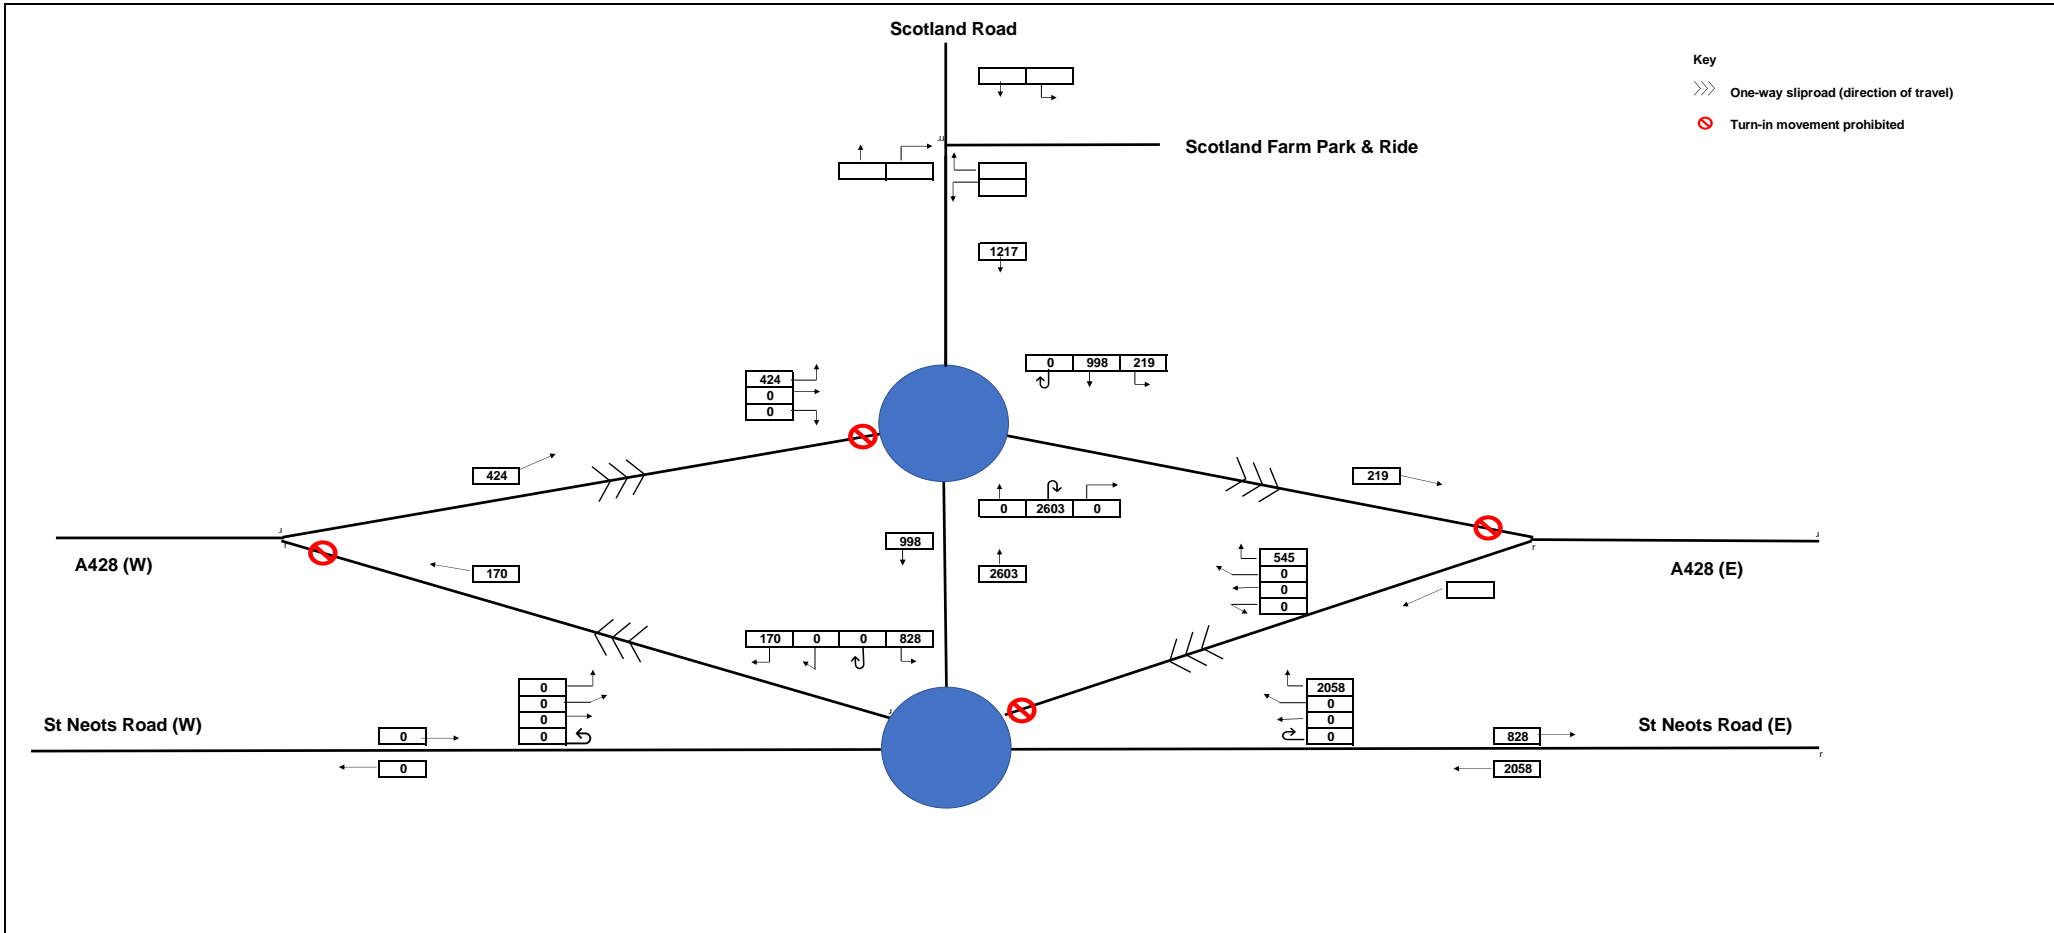 Scotland Road
Key
One-way sliproad (direction of travel)
Turn-in movement prohibited
Scotland Farm Park & Ride
1217
0 998 219
424
0
0
424
219
0 2603 0
998
2603
A428 (W)
170
545
0
0
0
A428 (E)
170 0 0 828
0
0
0
0
2058
0
0
0
St Neots Road (W)
St Neots Road (E)
0
828
0
2058